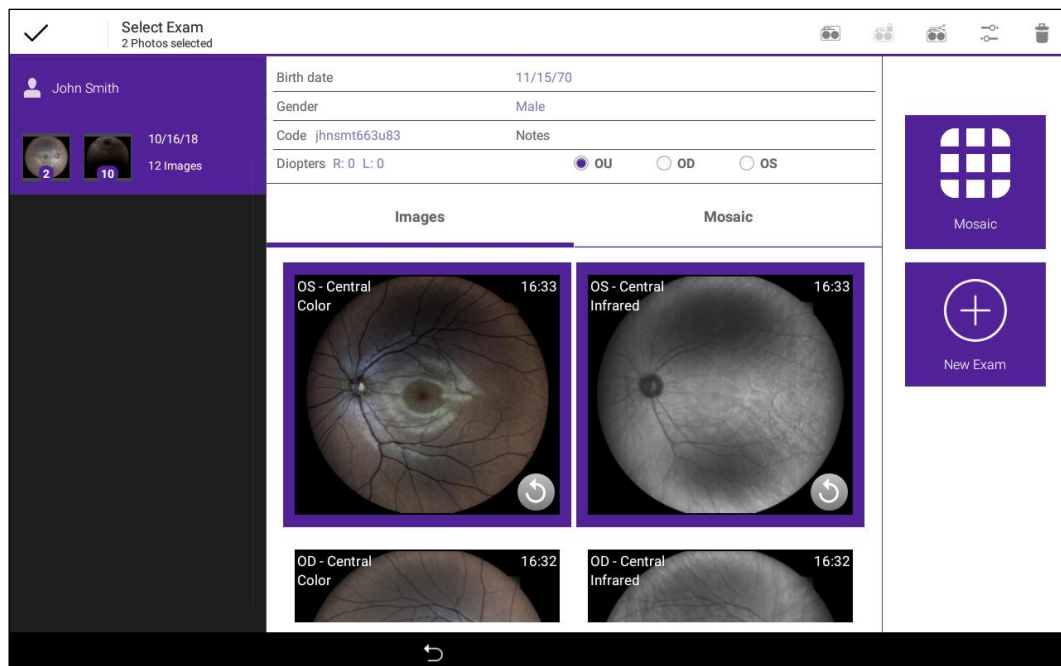 Select Exam
2 Photos selected
John Smith
10/16/18
12 Images
2
10
Birth date 11/15/70
Gender Male
Code jhnsmt663u83 Notes
Diopters R: 0 L: 0 OU OD OS
Images Mosaic
OS - Central 16:33
Color
OS - Central 16:33
Infrared
OD - Central 16:32
Color
OD - Central 16:32
Infrared
Mosaic
New Exam